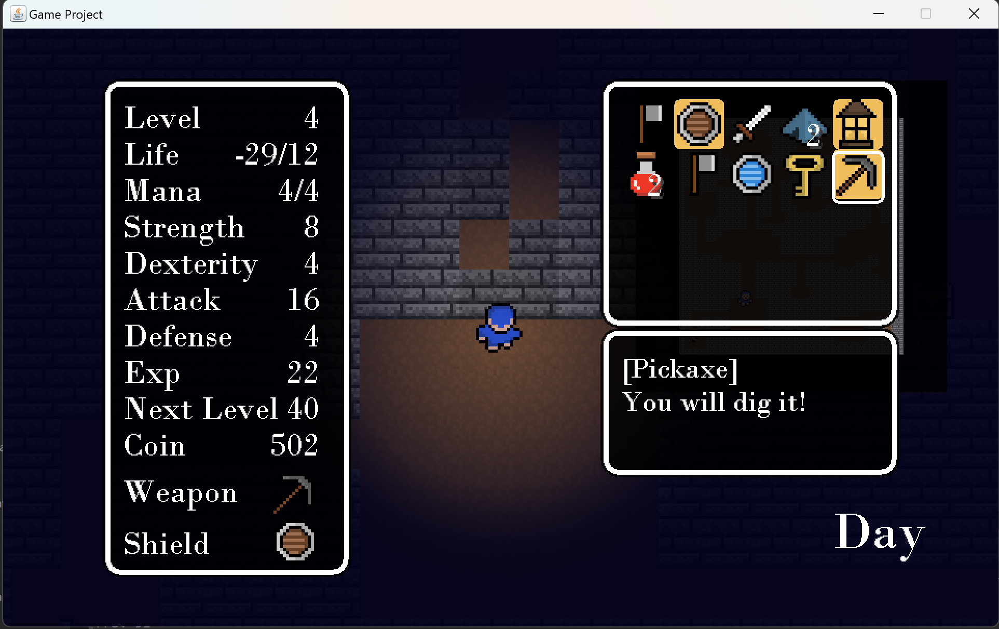 Game Project
Level 4
Life -29/12
Mana 4/4
Strength 8
Dexterity 4
Attack 16
Defense 4
Exp 22
Next Level 40
Coin 502
Weapon
Shield
2
2
[Pickaxe]
You will dig it!
Day